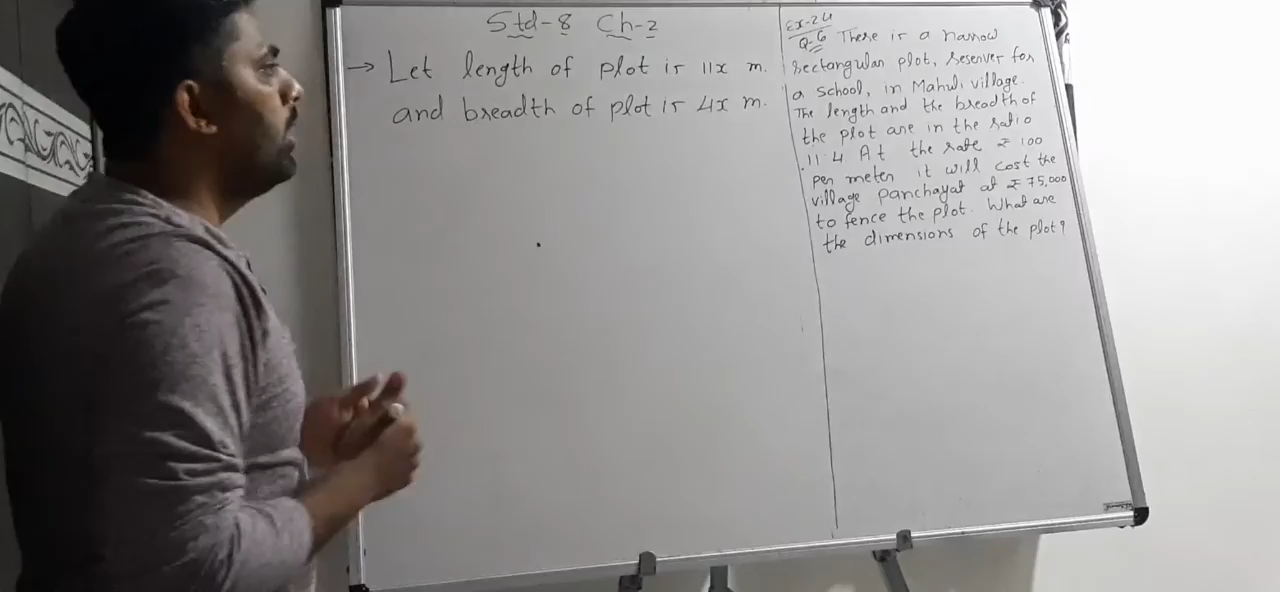 Std-8 Ch-2
→ Let length of plot is 11x m.
and breadth of plot is 4x m.
Ex-2.4
Q-6 There is a narrow
rectangular plot, reserver for
a school, in Mahuli village.
The length and the breadth of
the plot are in the ratio
11:4 At the rate ₹ 100
per meter it will cost the
village panchayat at ₹ 75,000
to fence the plot. What are
the dimensions of the plot?